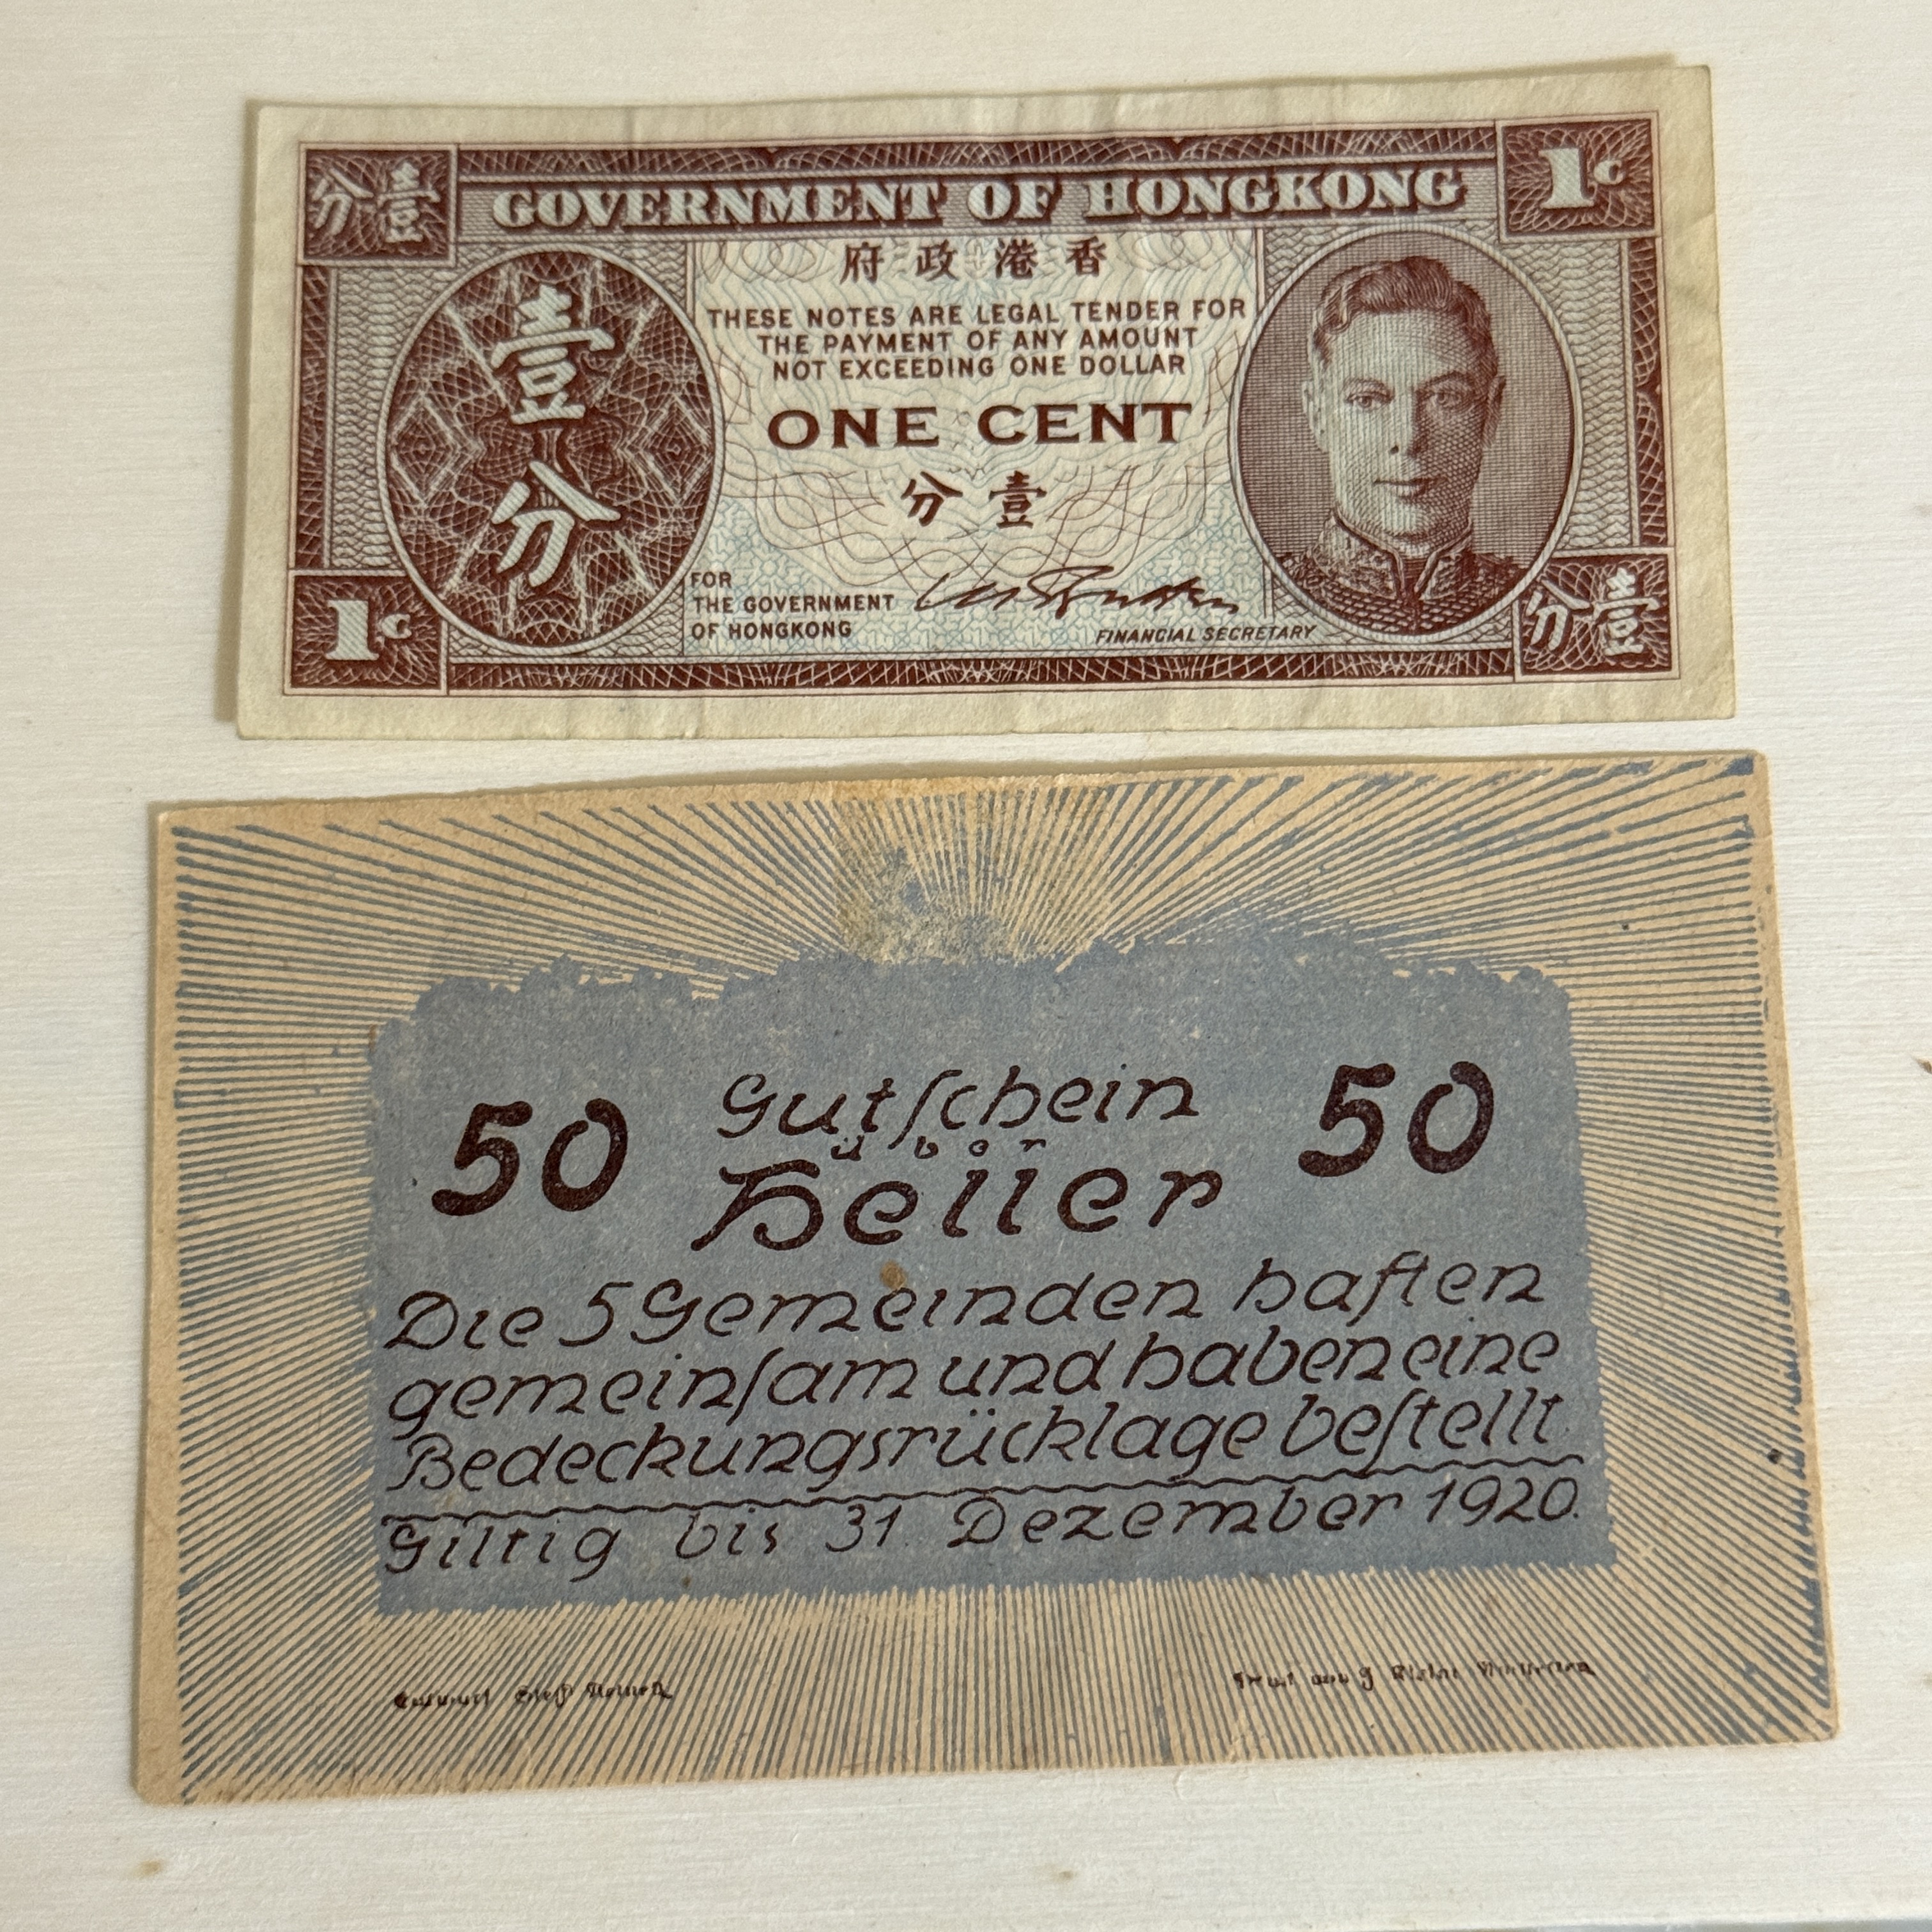 分壹
GOVERNMENT OF HONGKONG
1c
府政港香
THESE NOTES ARE LEGAL TENDER FOR
THE PAYMENT OF ANY AMOUNT
NOT EXCEEDING ONE DOLLAR
壹分
ONE CENT
分壹
FOR
THE GOVERNMENT
OF HONGKONG
FINANCIAL SECRETARY
1c
分壹
50 Gutſchein 50
über
Heller
Die 5 Gemeinden haften
gemeinſam und haben eine
Bedeckungsrücklage beſtellt.
Giltig bis 31. Dezember 1920.